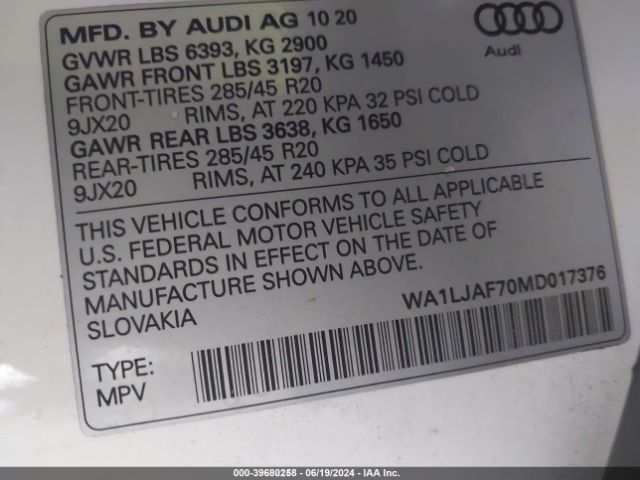 MFD. BY AUDI AG 10 20
GVWR LBS 6393, KG 2900
GAWR FRONT LBS 3197, KG 1450
FRONT-TIRES 285/45 R20
9JX20 RIMS, AT 220 KPA 32 PSI COLD
GAWR REAR LBS 3638, KG 1650
REAR-TIRES 285/45 R20
9JX20 RIMS, AT 240 KPA 35 PSI COLD
Audi
THIS VEHICLE CONFORMS TO ALL APPLICABLE
U.S. FEDERAL MOTOR VEHICLE SAFETY
STANDARDS IN EFFECT ON THE DATE OF
MANUFACTURE SHOWN ABOVE.
SLOVAKIA
WA1LJAF70MD017376
TYPE:
MPV
000-39680258 - 06/19/2024 - IAA Inc.